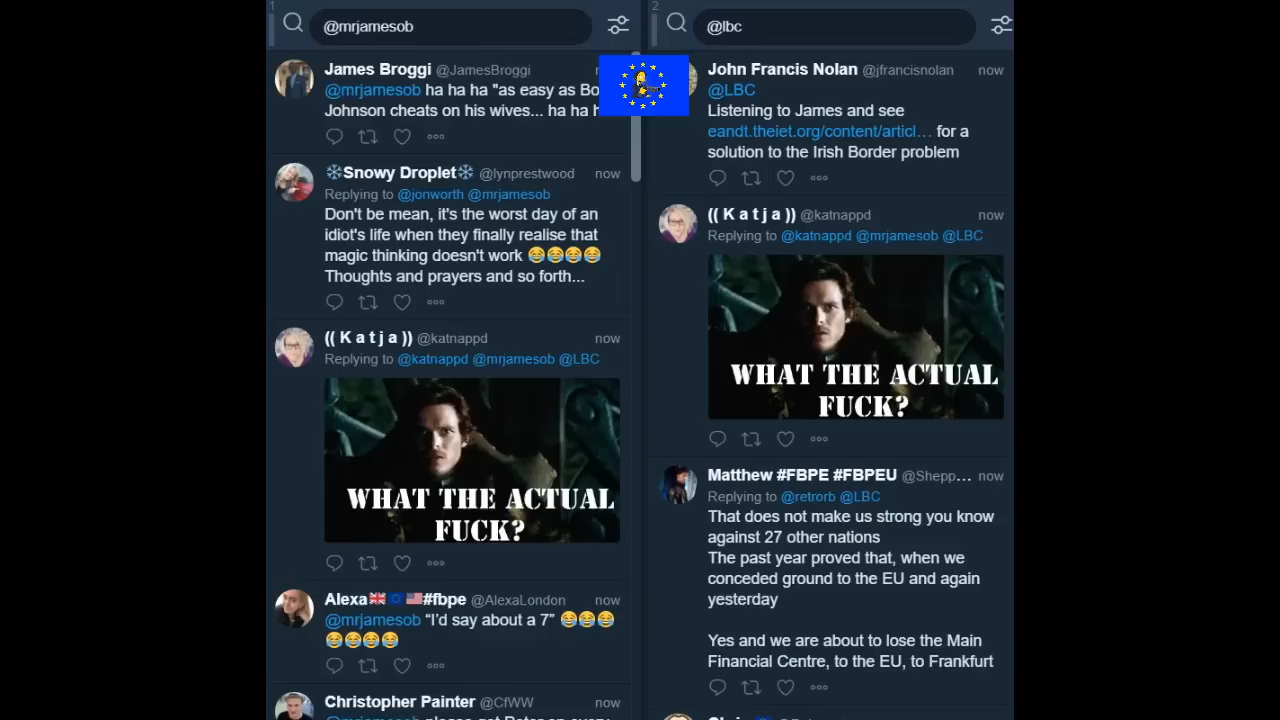 1
@mrjamesob
James Broggi @JamesBroggi
@mrjamesob ha ha ha "as easy as Bo
Johnson cheats on his wives... ha ha h
❄Snowy Droplet❄ @lynprestwood now
Replying to @jonworth @mrjamesob
Don't be mean, it's the worst day of an
idiot's life when they finally realise that
magic thinking doesn't work 😂😂😂😂
Thoughts and prayers and so forth...
(( K a t j a )) @katnappd now
Replying to @katnappd @mrjamesob @LBC
WHAT THE ACTUAL
FUCK?
Alexa🇬🇧🇪🇺🇺🇸#fbpe @AlexaLondon now
@mrjamesob “I’d say about a 7” 😂😂😂
😂😂😂😂
Christopher Painter @CfWW now
@mrjamesob please get Peter on every
2
@lbc
John Francis Nolan @jfrancisnolan now
@LBC
Listening to James and see
eandt.theiet.org/content/articl… for a
solution to the Irish Border problem
(( K a t j a )) @katnappd now
Replying to @katnappd @mrjamesob @LBC
WHAT THE ACTUAL
FUCK?
Matthew #FBPE #FBPEU @Shepp… now
Replying to @retrorb @LBC
That does not make us strong you know
against 27 other nations
The past year proved that, when we
conceded ground to the EU and again
yesterday
Yes and we are about to lose the Main
Financial Centre, to the EU, to Frankfurt